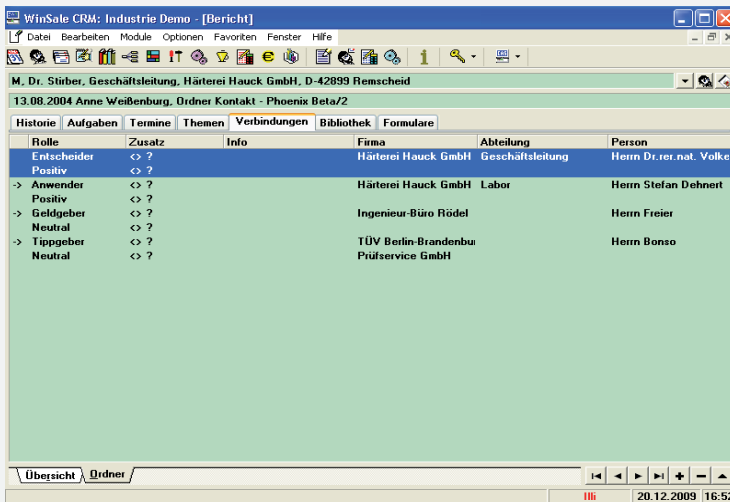 WinSale CRM: Industrie Demo - [Bericht]
Datei Bearbeiten Module Optionen Favoriten Fenster Hilfe
M, Dr. Stirber, Geschäftsleitung, Härterei Hauck GmbH, D-42899 Remscheid
13.08.2004 Anne Weißenburg, Ordner Kontakt - Phoenix Beta/2
Historie Aufgaben Termine Themen Verbindungen Bibliothek Formulare
Rolle Zusatz Info Firma Abteilung Person
Entscheider <> ? Härterei Hauck GmbH Geschäftsleitung Herrn Dr.rer.nat. Volke
Positiv <> ?
-> Anwender <> ? Härterei Hauck GmbH Labor Herrn Stefan Dehnert
Positiv <> ?
-> Geldgeber <> ? Ingenieur-Büro Rödel Herrn Freier
Neutral <> ?
-> Tippgeber <> ? TÜV Berlin-Brandenbu Herrn Bonso
Neutral <> ? Prüfservice GmbH
Übersicht Ordner
Illi 20.12.2009 16:52